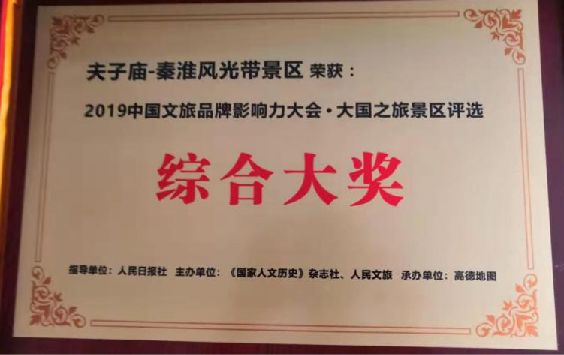 夫子庙-秦淮风光带景区 荣获：
2019中国文旅品牌影响力大会·大国之旅景区评选
综合大奖
指导单位：人民日报社 主办单位：《国家人文历史》杂志社、人民文旅 承办单位：高德地图